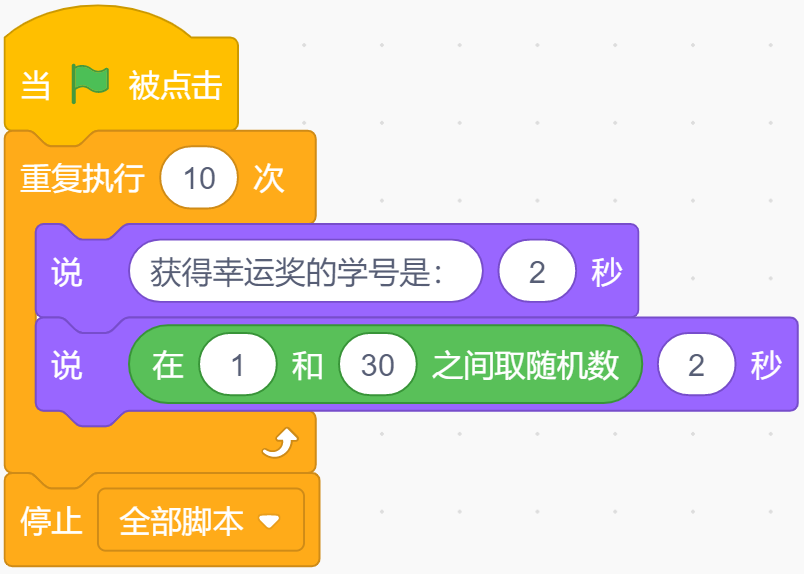 当 被点击
重复执行 10 次
说 获得幸运奖的学号是： 2 秒
说 在 1 和 30 之间取随机数 2 秒
停止 全部脚本